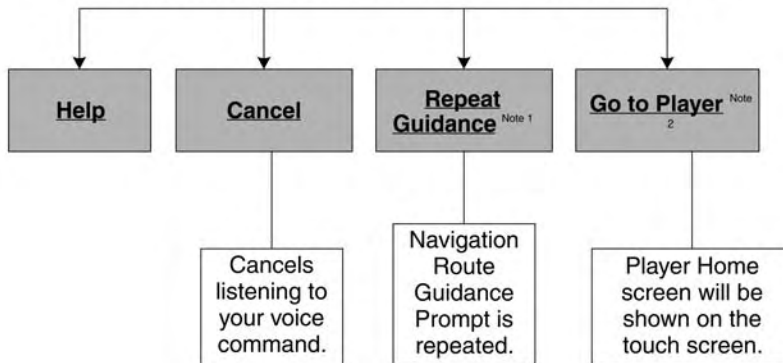 Help
Cancel
Repeat
Guidance Note 1
Go to Player Note
2
Cancels
listening to
your voice
command.
Navigation
Route
Guidance
Prompt is
repeated.
Player Home
screen will be
shown on the
touch screen.